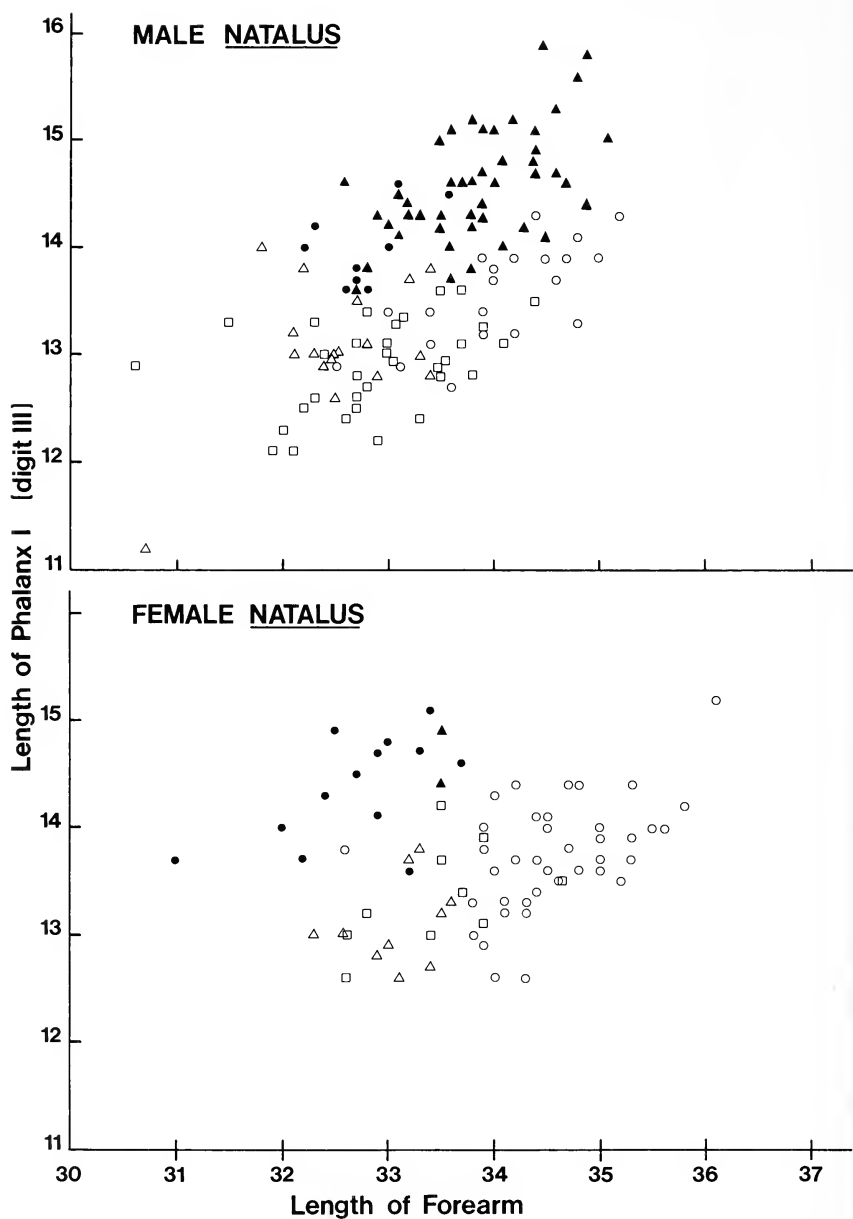 MALE NATALUS
16
15
14
13
12
11
Length of Phalanx I [digit III]
FEMALE NATALUS
15
14
13
12
11
30 31 32 33 34 35 36 37
Length of Forearm